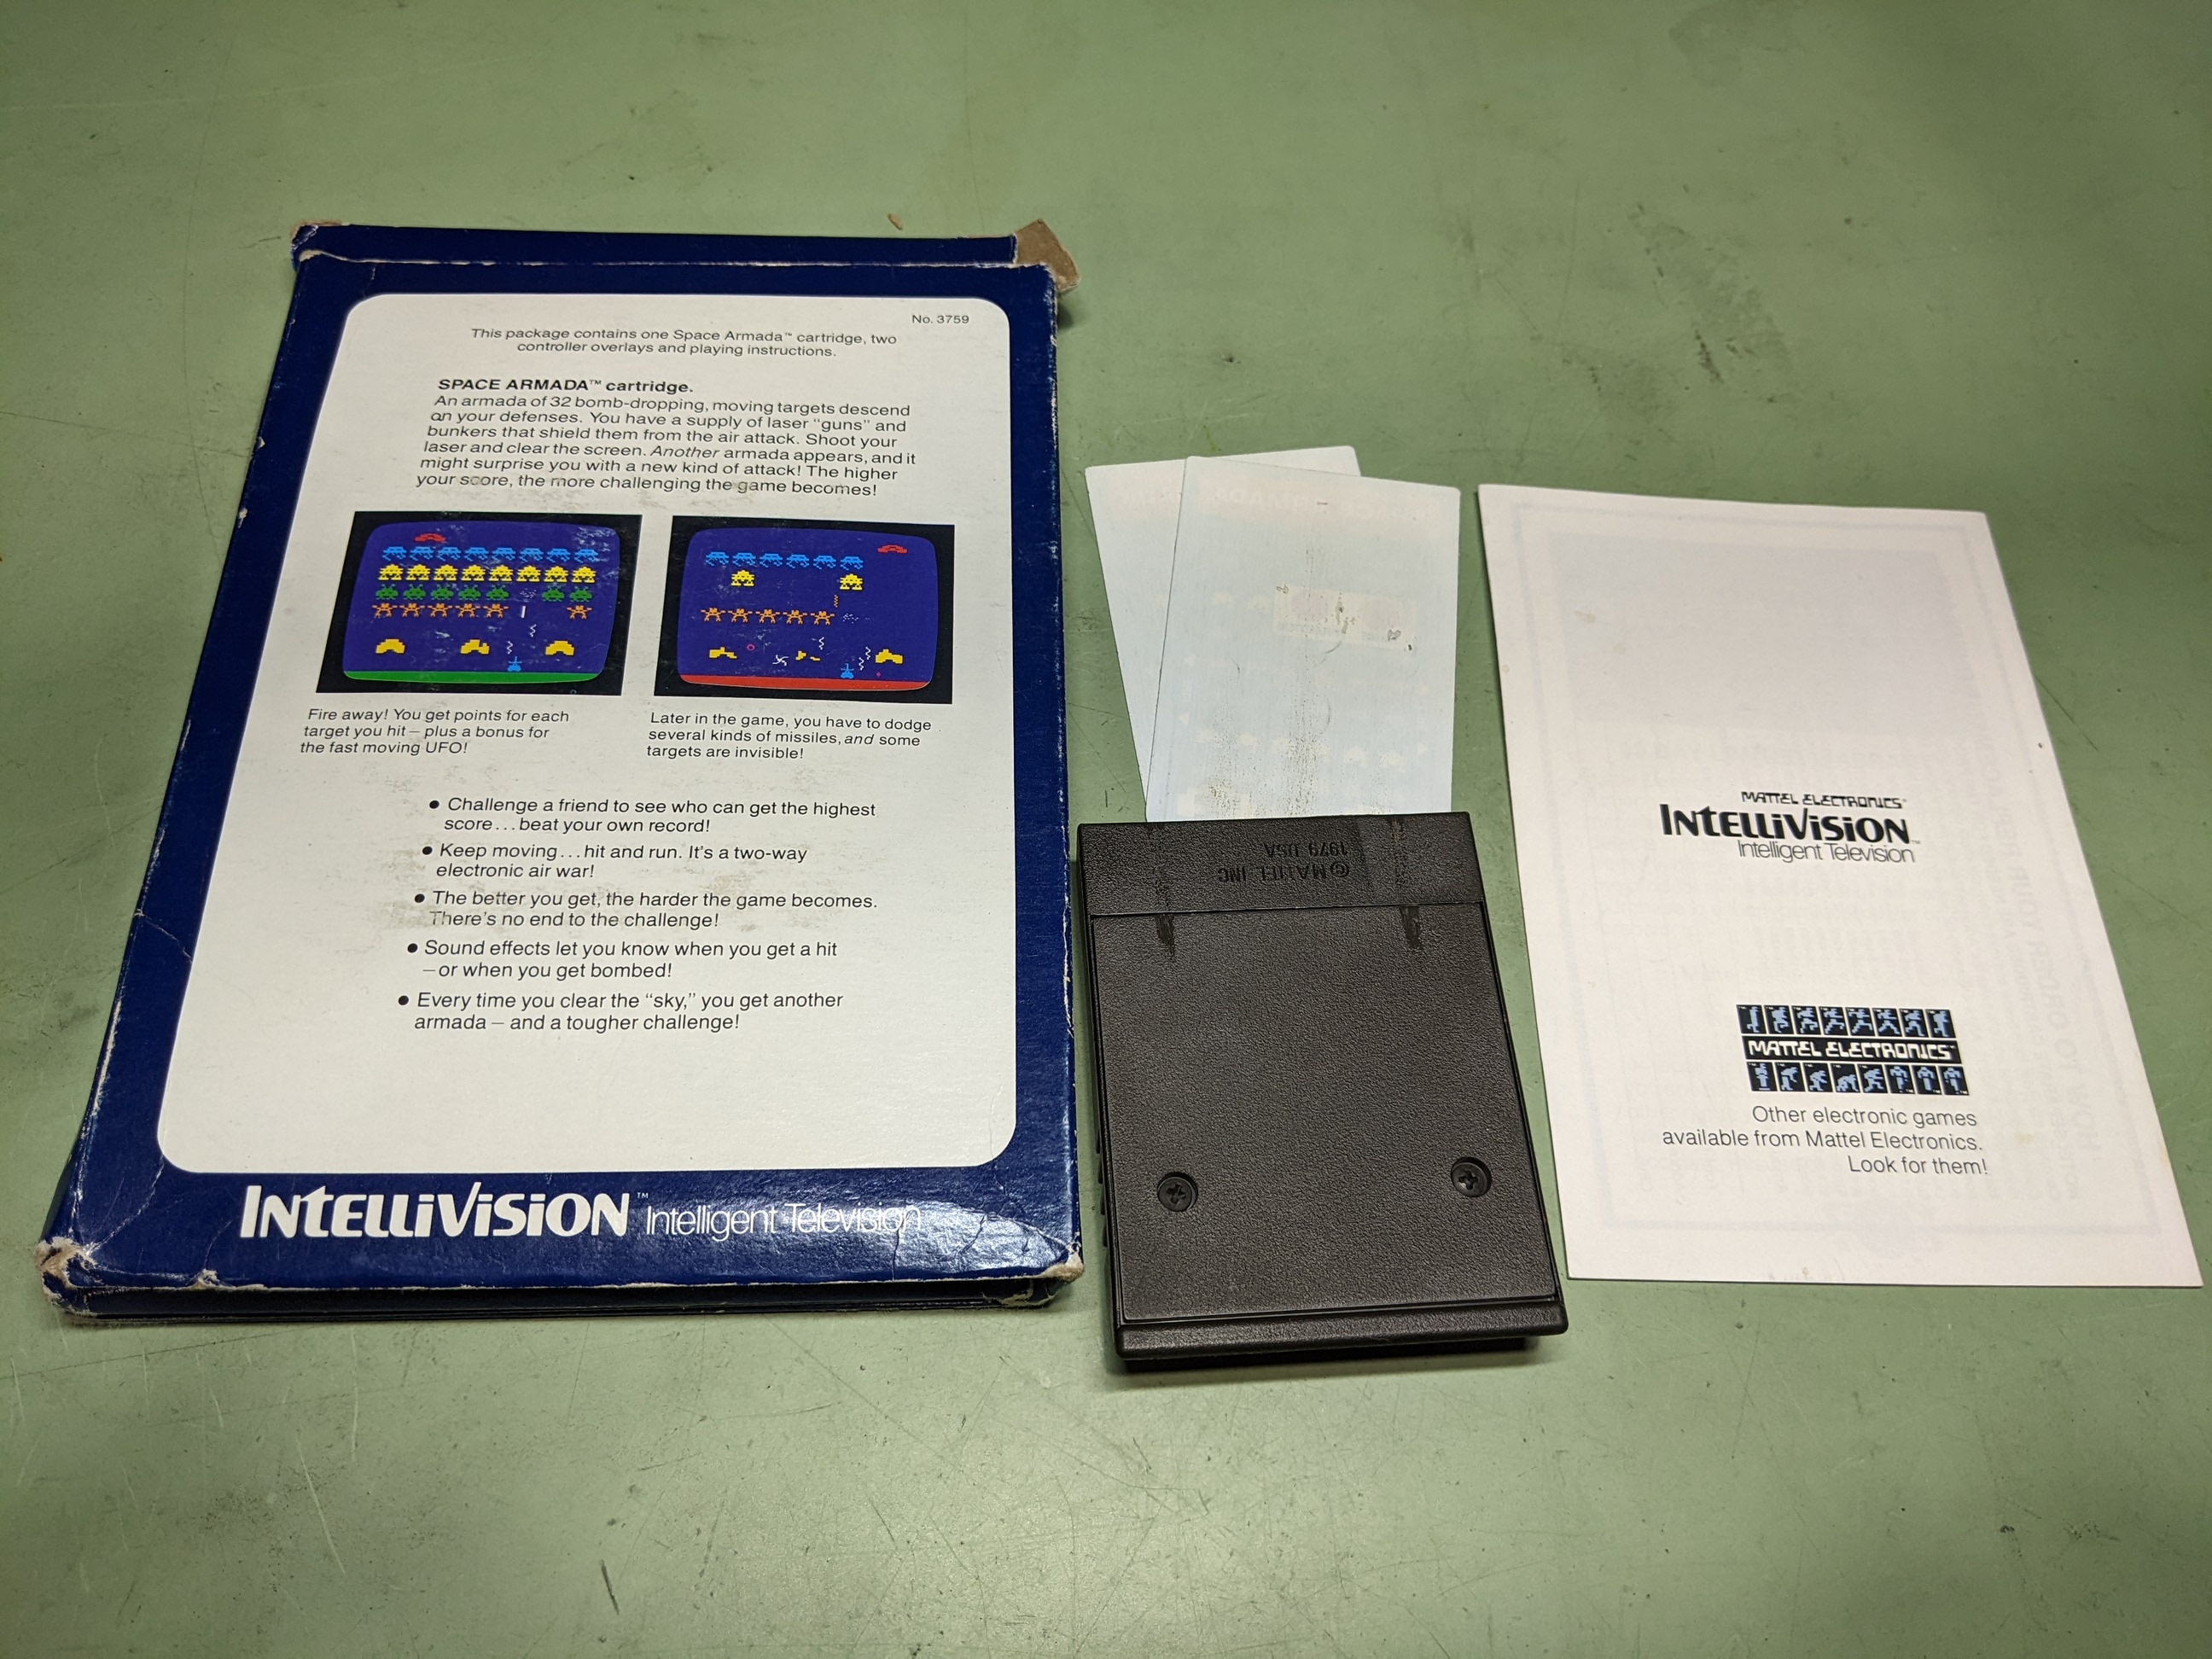 No. 3759
This package contains one Space Armada™ cartridge, two
controller overlays and playing instructions.
SPACE ARMADA™ cartridge.
An armada of 32 bomb-dropping, moving targets descend
on your defenses. You have a supply of laser “guns” and
bunkers that shield them from the air attack. Shoot your
laser and clear the screen. Another armada appears, and it
might surprise you with a new kind of attack! The higher
your score, the more challenging the game becomes!
Fire away! You get points for each
target you hit – plus a bonus for
the fast moving UFO!
Later in the game, you have to dodge
several kinds of missiles, and some
targets are invisible!
● Challenge a friend to see who can get the highest
score...beat your own record!
● Keep moving...hit and run. It's a two-way
electronic air war!
● The better you get, the harder the game becomes.
There's no end to the challenge!
● Sound effects let you know when you get a hit
– or when you get bombed!
● Every time you clear the “sky,” you get another
armada – and a tougher challenge!
INTELLIVISION™ Intelligent Television
© MATTEL INC
1979 USA
MATTEL ELECTRONICS™
INTELLIVISION™
Intelligent Television
MATTEL ELECTRONICS™
Other electronic games
available from Mattel Electronics.
Look for them!